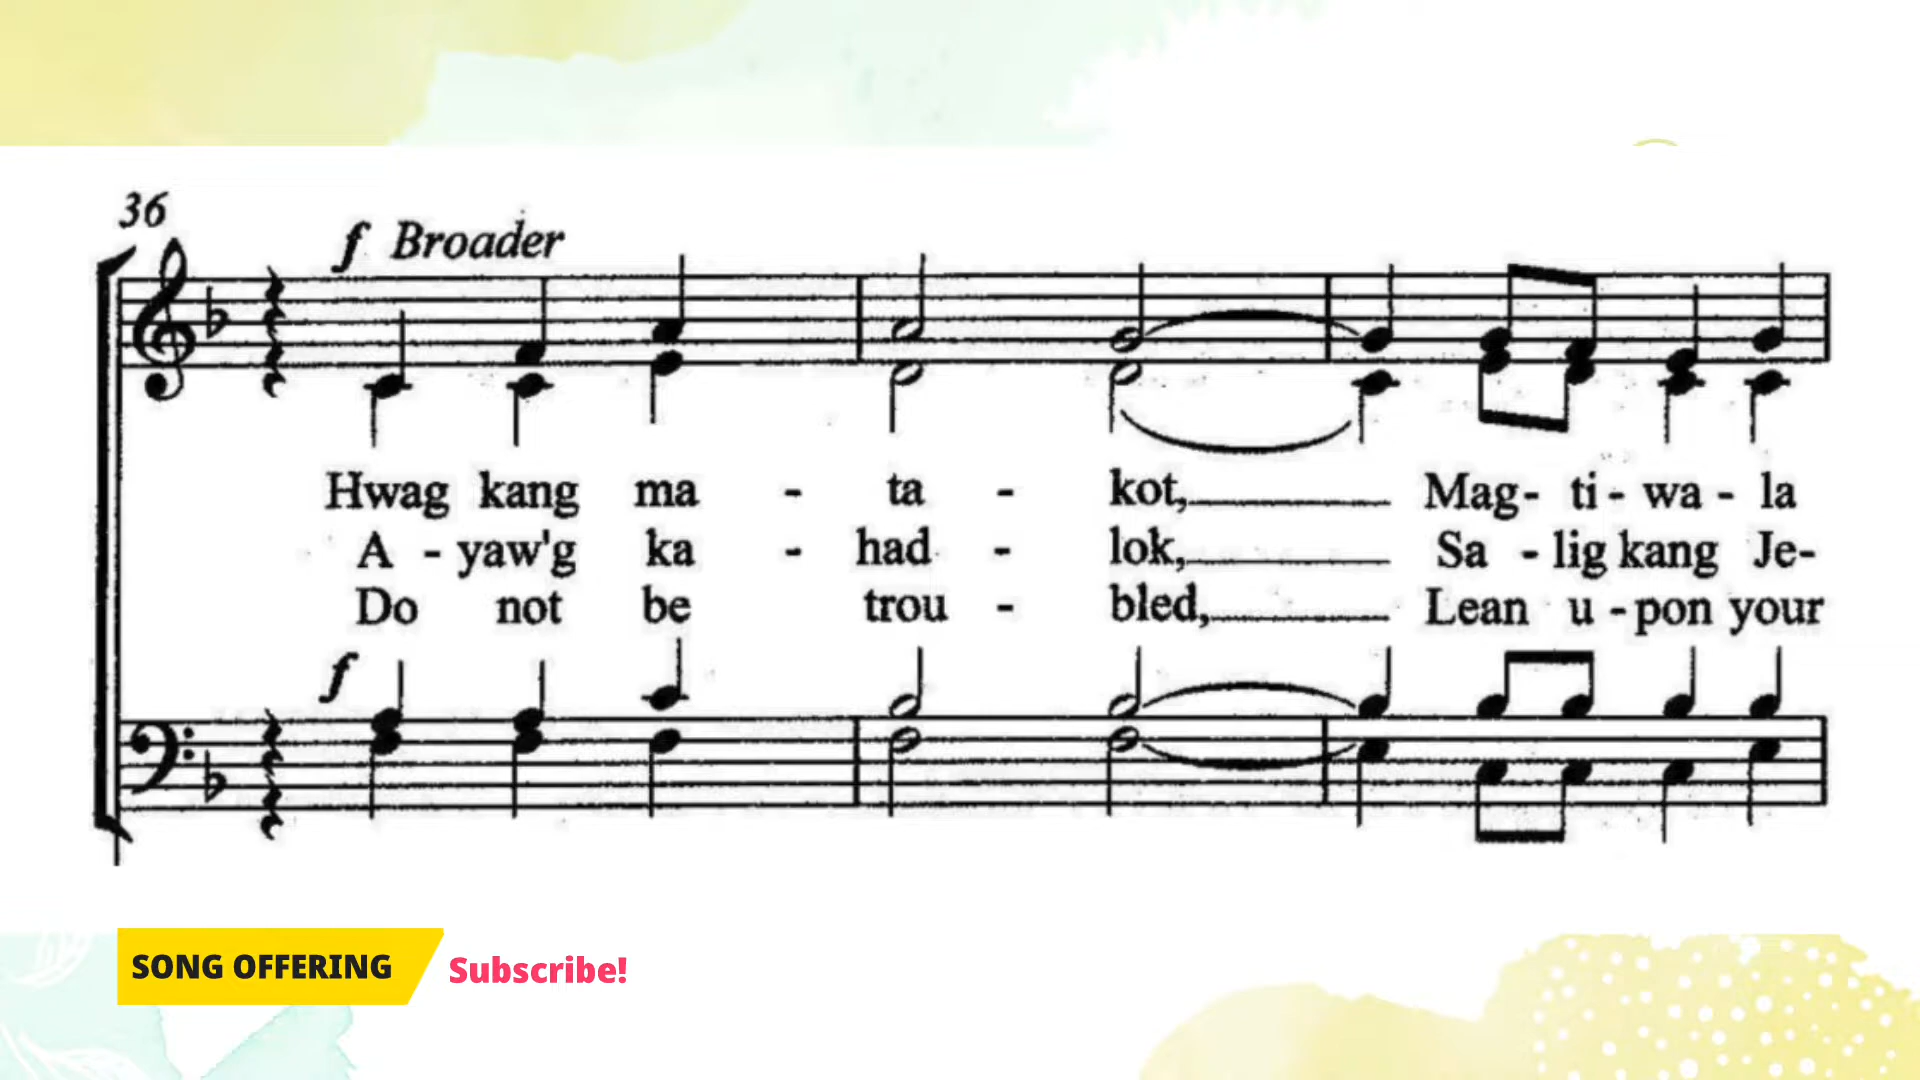 36
f Broader
Hwag kang ma - ta - kot, Mag- ti - wa - la
A - yaw'g ka - had - lok, Sa - lig kang Je-
Do not be trou - bled, Lean u - pon your
f
SONG OFFERING Subscribe!